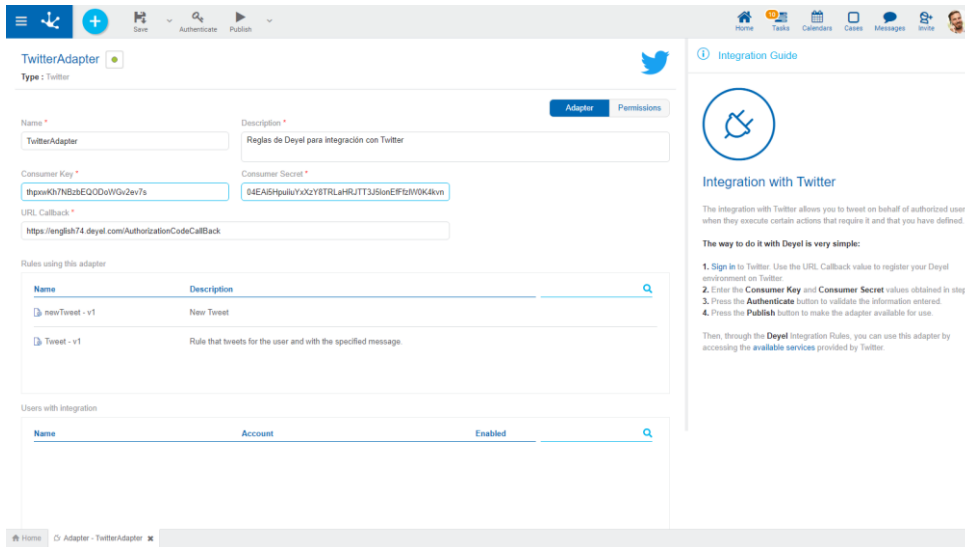 Save
Authenticate
Publish
10
Home
Tasks
Calendars
Cases
Messages
Invite
TwitterAdapter
Type : Twitter
Adapter
Permissions
Name *
Description *
TwitterAdapter
Reglas de Deyel para integración con Twitter
Consumer Key *
Consumer Secret *
URL Callback *
https://english74.deyel.com/AuthorizationCodeCallBack
Rules using this adapter
Name
Description
newTweet - v1
New Tweet
Tweet - v1
Rule that tweets for the user and with the specified message.
Users with integration
Name
Account
Enabled
Integration Guide
Integration with Twitter
The integration with Twitter allows you to tweet on behalf of authorized user
when they execute certain actions that require it and that you have defined.
The way to do it with Deyel is very simple:
1. Sign in to Twitter. Use the URL Callback value to register your Deyel
environment on Twitter.
2. Enter the Consumer Key and Consumer Secret values obtained in step
3. Press the Authenticate button to validate the information entered.
4. Press the Publish button to make the adapter available for use.
Then, through the Deyel Integration Rules, you can use this adapter by
accessing the available services provided by Twitter.
Home
Adapter - TwitterAdapter